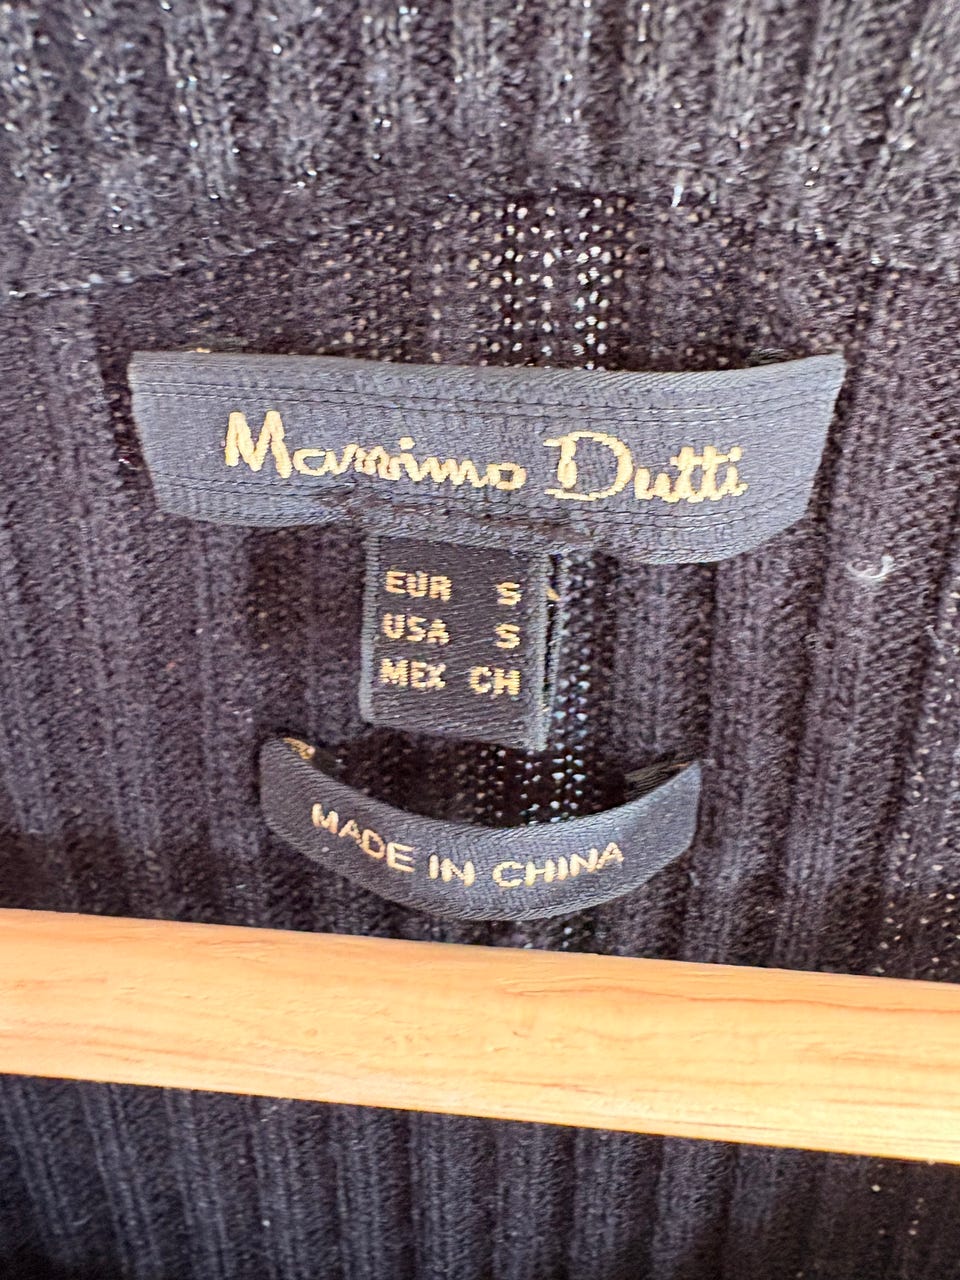 Massimo Dutti
EUR S
USA S
MEX CH
MADE IN CHINA